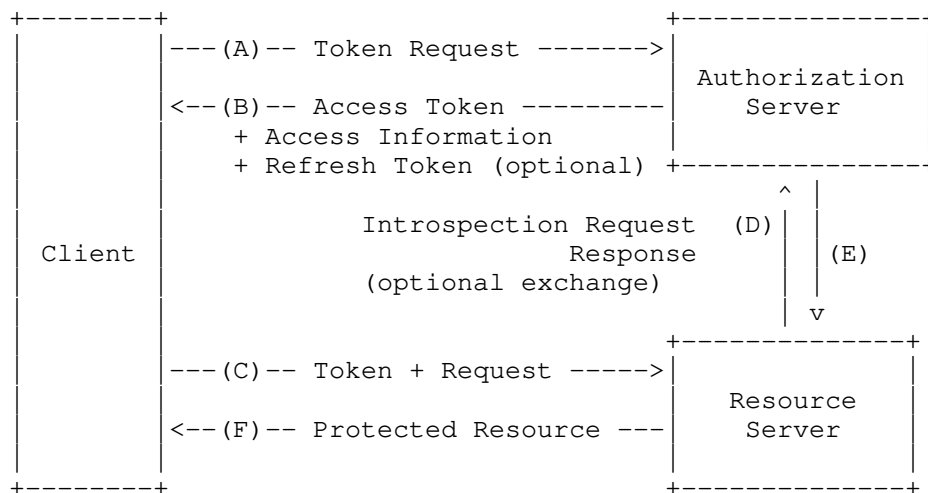 ---(A)-- Token Request ------->
Authorization
<--(B)-- Access Token ---------
Server
+ Access Information
+ Refresh Token (optional)
Introspection Request (D)
Client
Response
(E)
(optional exchange)
---(C)-- Token + Request ----->
Resource
<--(F)-- Protected Resource ---
Server